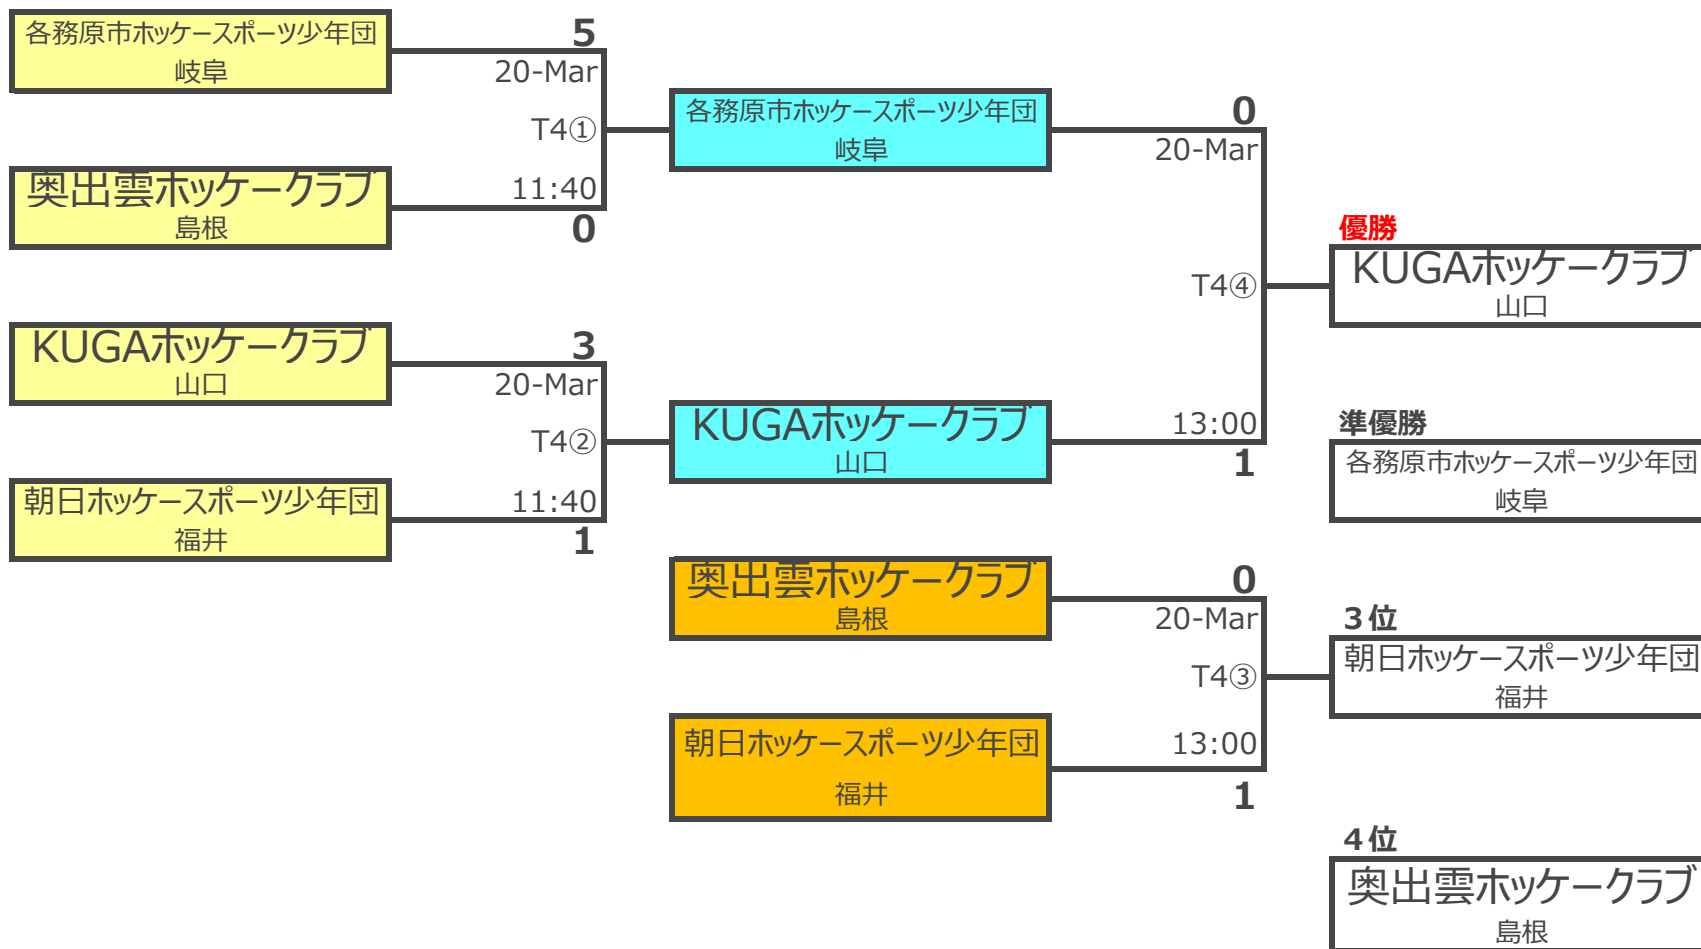 各務原市ホッケースポーツ少年団
岐阜
5
20-Mar
T4①
奥出雲ホッケークラブ
島根
11:40
0
KUGAホッケークラブ
山口
3
20-Mar
T4②
朝日ホッケースポーツ少年団
福井
11:40
1
各務原市ホッケースポーツ少年団
岐阜
0
20-Mar
T4④
KUGAホッケークラブ
山口
13:00
1
奥出雲ホッケークラブ
島根
0
20-Mar
T4③
朝日ホッケースポーツ少年団
福井
13:00
1
優勝
KUGAホッケークラブ
山口
準優勝
各務原市ホッケースポーツ少年団
岐阜
３位
朝日ホッケースポーツ少年団
福井
４位
奥出雲ホッケークラブ
島根